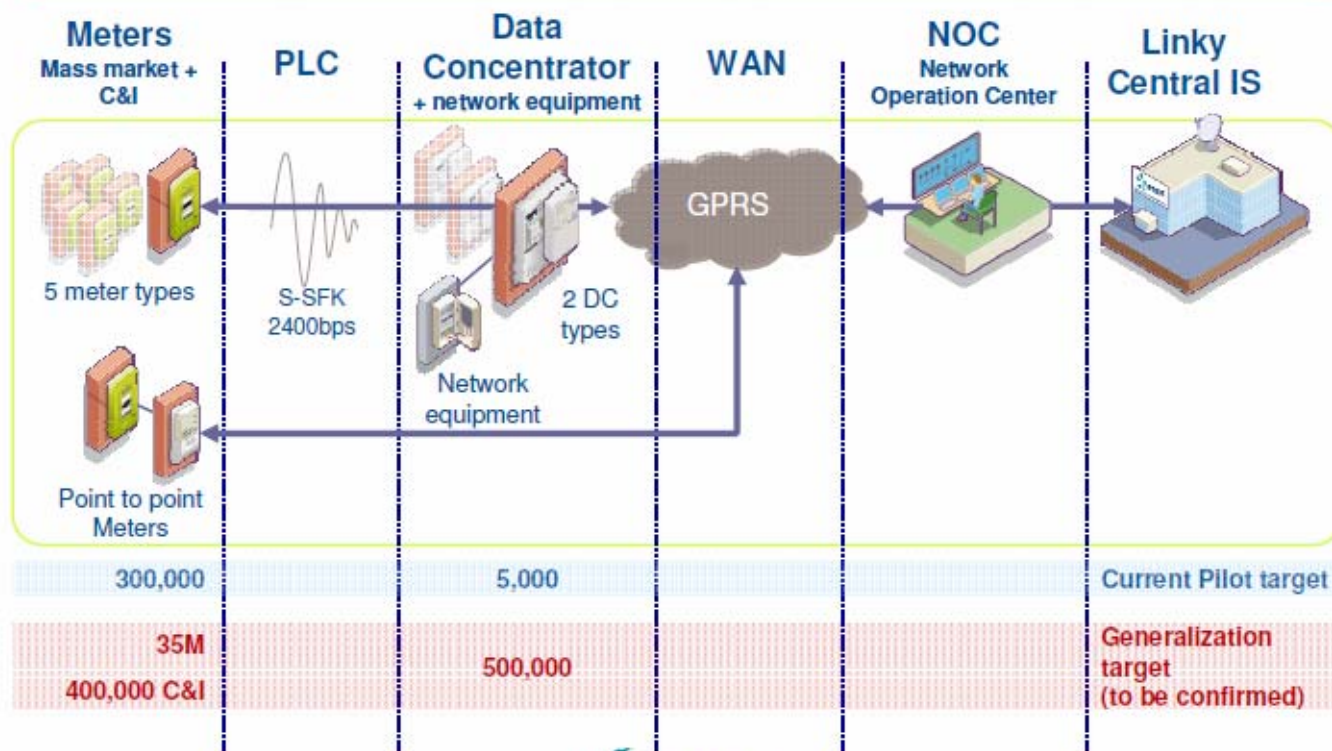 Meters
Mass market +
C&I
PLC
Data
Concentrator
+ network equipment
WAN
NOC
Network
Operation Center
Linky
Central IS
5 meter types
S-SFK
2400bps
2 DC
types
Network
equipment
GPRS
Point to point
Meters
300,000
5,000
Current Pilot target
35M
400,000 C&I
500,000
Generalization
target
(to be confirmed)